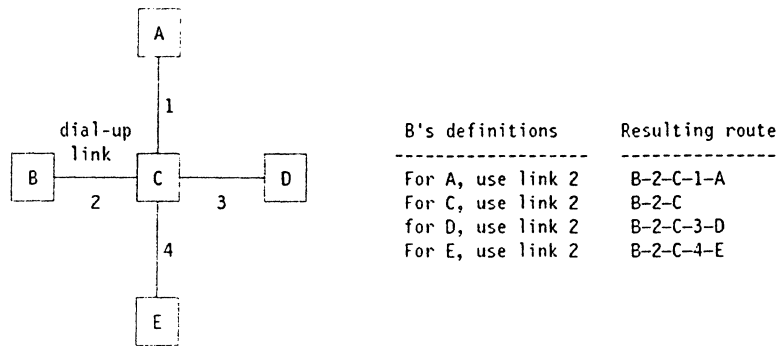 A
1
dial-up
link
B
C
D
2
3
4
E
B's definitions Resulting route
-------------------- ----------------
For A, use link 2 B-2-C-1-A
For C, use link 2 B-2-C
for D, use link 2 B-2-C-3-D
For E, use link 2 B-2-C-4-E